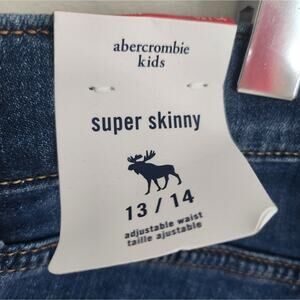 abercrombie
kids
super skinny
13 / 14
adjustable waist
taille ajustable